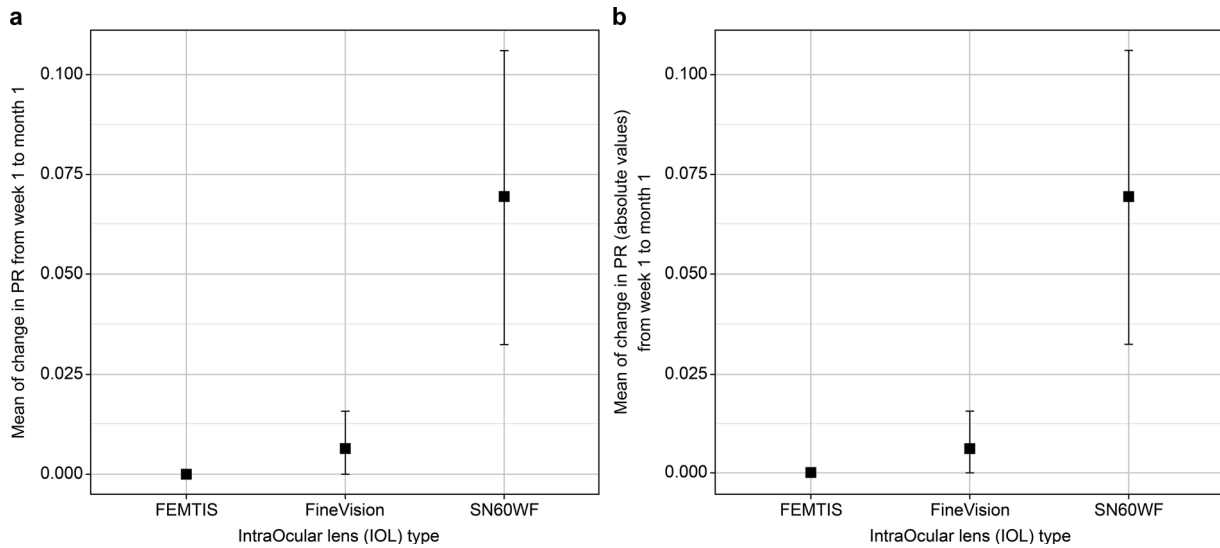 a
Mean of change in PR from week 1 to month 1
0.100
0.075
0.050
0.025
0.000
FEMTIS
FineVision
SN60WF
IntraOcular lens (IOL) type
b
Mean of change in PR (absolute values)
from week 1 to month 1
0.100
0.075
0.050
0.025
0.000
FEMTIS
FineVision
SN60WF
IntraOcular lens (IOL) type